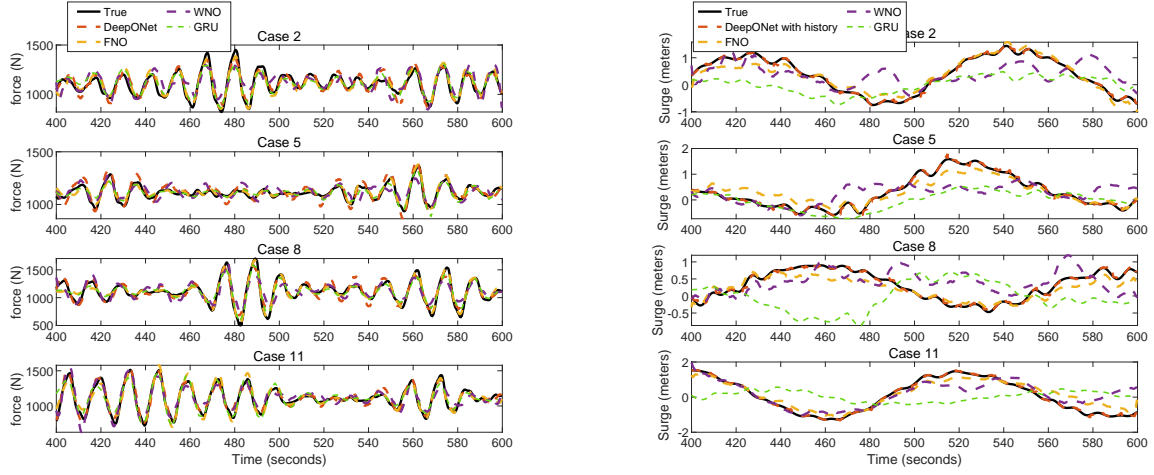 True
DeepONet
FNO
WNO
GRU
Case 2
force (N)
1500
1000
400 420 440 460 480 500 520 540 560 580 600
Case 5
force (N)
1500
1000
400 420 440 460 480 500 520 540 560 580 600
Case 8
force (N)
1500
1000
500
400 420 440 460 480 500 520 540 560 580 600
Case 11
force (N)
1500
1000
400 420 440 460 480 500 520 540 560 580 600
Time (seconds)
True
DeepONet with history
FNO
WNO
GRU
Case 2
Surge (meters)
1
0
-1
400 420 440 460 480 500 520 540 560 580 600
Case 5
Surge (meters)
2
1
0
400 420 440 460 480 500 520 540 560 580 600
Case 8
Surge (meters)
1
0.5
0
-0.5
400 420 440 460 480 500 520 540 560 580 600
Case 11
Surge (meters)
2
0
-2
400 420 440 460 480 500 520 540 560 580 600
Time (seconds)